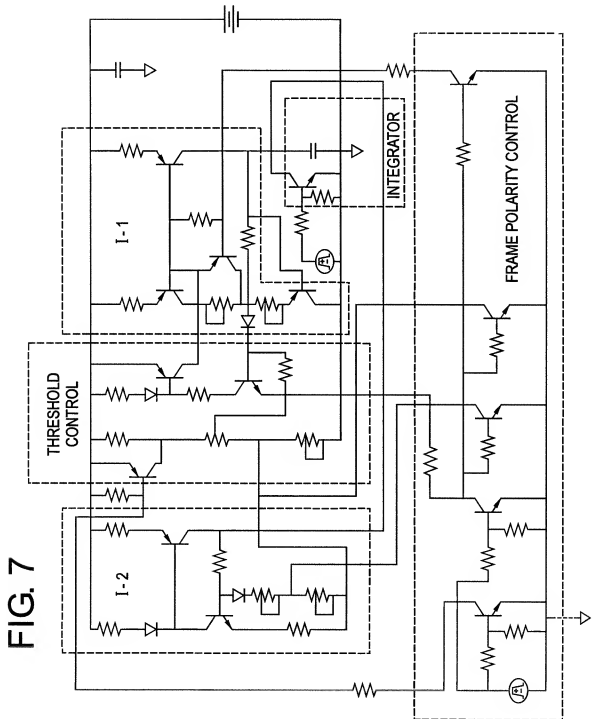 FIG. 7
I-1
INTEGRATOR
THRESHOLD
CONTROL
I-2
FRAME POLARITY CONTROL